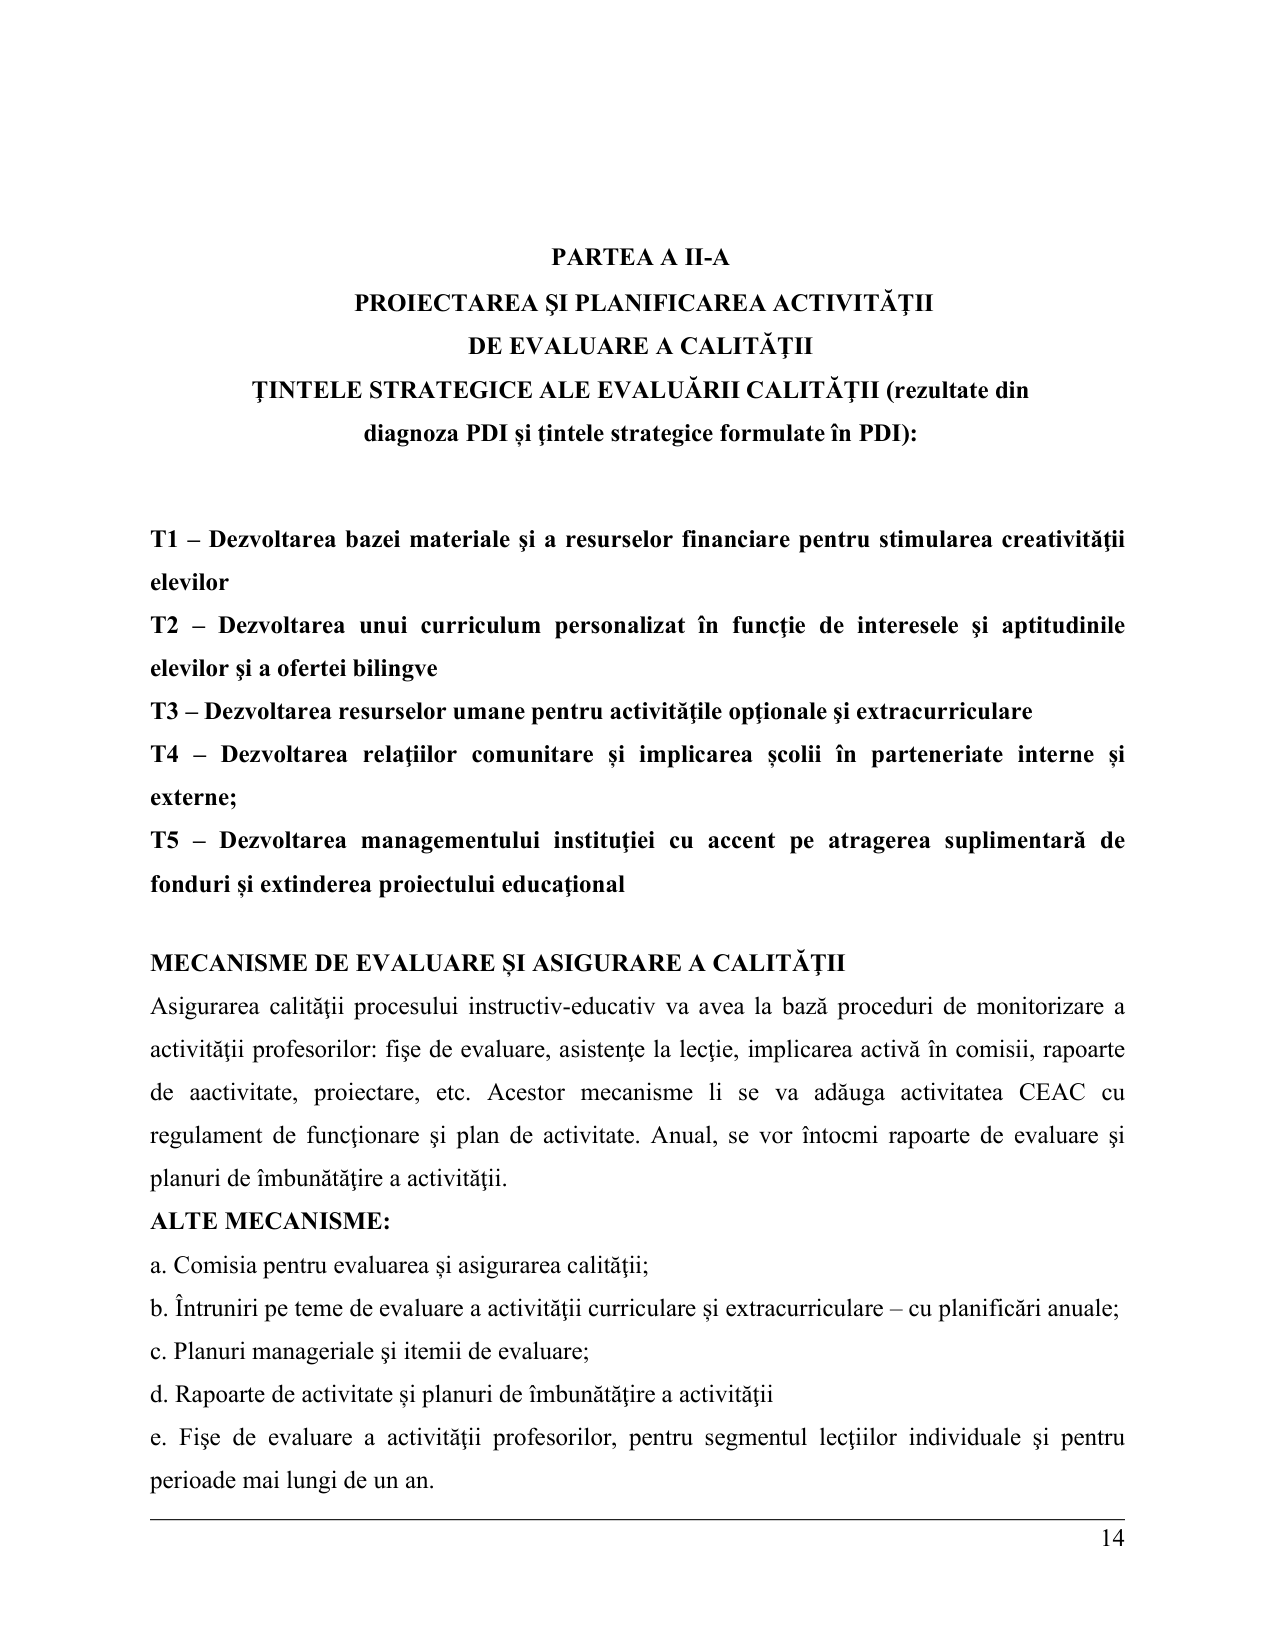 PARTEA A II-A
PROIECTAREA ŞI PLANIFICAREA ACTIVITĂŢII
DE EVALUARE A CALITĂŢII
ŢINTELE STRATEGICE ALE EVALUĂRII CALITĂŢII (rezultate din
diagnoza PDI și ţintele strategice formulate în PDI):
T1 – Dezvoltarea bazei materiale şi a resurselor financiare pentru stimularea creativităţii
elevilor
T2 – Dezvoltarea unui curriculum personalizat în funcţie de interesele şi aptitudinile
elevilor şi a ofertei bilingve
T3 – Dezvoltarea resurselor umane pentru activităţile opţionale şi extracurriculare
T4 – Dezvoltarea relaţiilor comunitare și implicarea școlii în parteneriate interne și
externe;
T5 – Dezvoltarea managementului instituţiei cu accent pe atragerea suplimentară de
fonduri și extinderea proiectului educaţional
MECANISME DE EVALUARE ȘI ASIGURARE A CALITĂŢII
Asigurarea calităţii procesului instructiv-educativ va avea la bază proceduri de monitorizare a
activităţii profesorilor: fişe de evaluare, asistenţe la lecţie, implicarea activă în comisii, rapoarte
de aactivitate, proiectare, etc. Acestor mecanisme li se va adăuga activitatea CEAC cu
regulament de funcţionare şi plan de activitate. Anual, se vor întocmi rapoarte de evaluare şi
planuri de îmbunătăţire a activităţii.
ALTE MECANISME:
a. Comisia pentru evaluarea și asigurarea calităţii;
b. Întruniri pe teme de evaluare a activităţii curriculare și extracurriculare – cu planificări anuale;
c. Planuri manageriale şi itemii de evaluare;
d. Rapoarte de activitate și planuri de îmbunătăţire a activităţii
e. Fişe de evaluare a activităţii profesorilor, pentru segmentul lecţiilor individuale şi pentru
perioade mai lungi de un an.
14